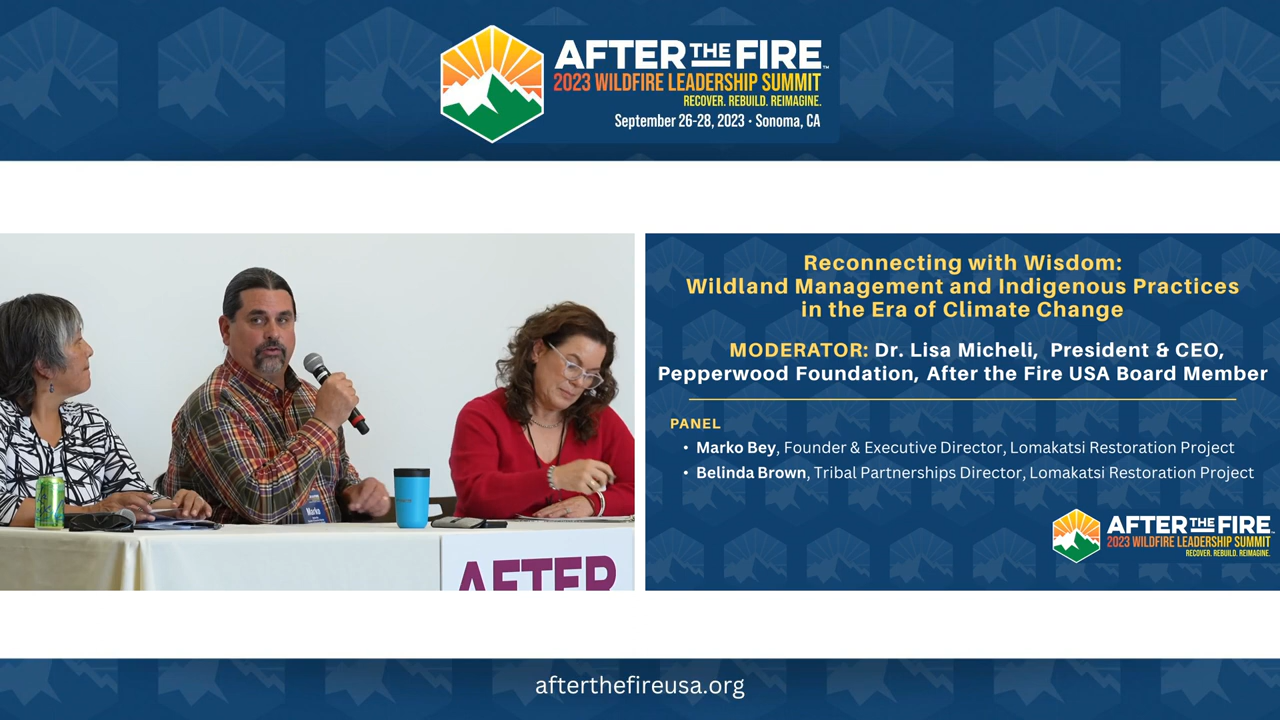 AFTER THE FIRE™
2023 WILDFIRE LEADERSHIP SUMMIT
RECOVER. REBUILD. REIMAGINE.
September 26-28, 2023 • Sonoma, CA
Marko
AFTER
Reconnecting with Wisdom:
Wildland Management and Indigenous Practices
in the Era of Climate Change
MODERATOR: Dr. Lisa Micheli, President & CEO,
Pepperwood Foundation, After the Fire USA Board Member
PANEL
• Marko Bey, Founder & Executive Director, Lomakatsi Restoration Project
• Belinda Brown, Tribal Partnerships Director, Lomakatsi Restoration Project
AFTER THE FIRE™
2023 WILDFIRE LEADERSHIP SUMMIT
RECOVER. REBUILD. REIMAGINE.
afterthefireusa.org